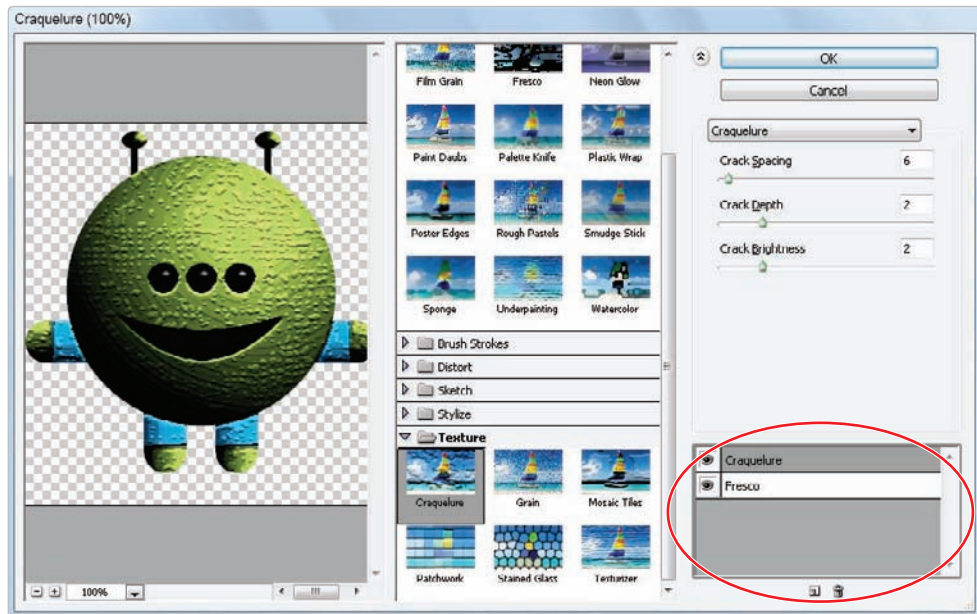 Craquelure (100%)
Film Grain
Fresco
Neon Glow
Paint Daubs
Palette Knife
Plastic Wrap
Poster Edges
Rough Pastels
Smudge Stick
Sponge
Underpainting
Watercolor
Brush Strokes
Distort
Sketch
Stylize
Texture
Craquelure
Grain
Mosaic Tiles
Patchwork
Stained Glass
Texturizer
100%
OK
Cancel
Craquelure
Crack Spacing 6
Crack Depth 2
Crack Brightness 2
Craquelure
Fresco